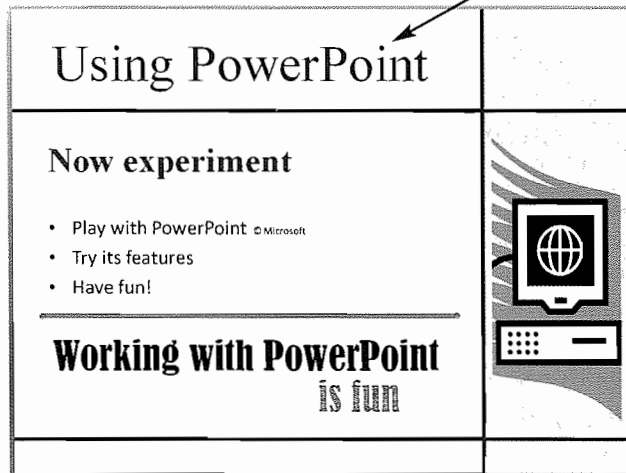 Using PowerPoint
Now experiment
• Play with PowerPoint © Microsoft
• Try its features
• Have fun!
Working with PowerPoint
is fun